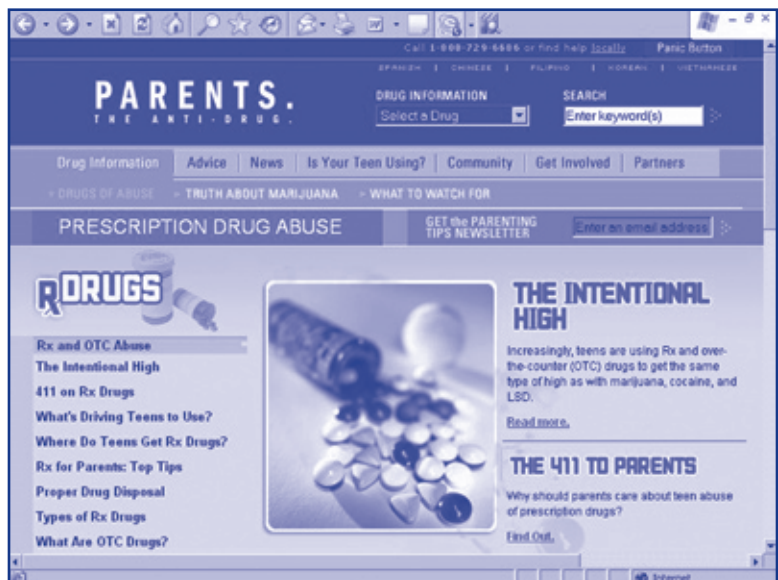 Call 1-800-729-6686 or find help locally Panic Button
SPANISH | CHINESE | FILIPINO | KOREAN | VIETNAMESE
PARENTS.
THE ANTI-DRUG.
DRUG INFORMATION
Select a Drug
SEARCH
Enter keyword(s)
Drug Information Advice | News | Is Your Teen Using? | Community | Get Involved | Partners
DRUGS OF ABUSE TRUTH ABOUT MARIJUANA WHAT TO WATCH FOR
PRESCRIPTION DRUG ABUSE
GET the PARENTING
TIPS NEWSLETTER
Enter an email address
RX DRUGS
Rx and OTC Abuse
The Intentional High
411 on Rx Drugs
What's Driving Teens to Use?
Where Do Teens Get Rx Drugs?
Rx for Parents: Top Tips
Proper Drug Disposal
Types of Rx Drugs
What Are OTC Drugs?
THE INTENTIONAL
HIGH
Increasingly, teens are using Rx and over-
the-counter (OTC) drugs to get the same
type of high as with marijuana, cocaine, and
LSD.
Read more.
THE 411 TO PARENTS
Why should parents care about teen abuse
of prescription drugs?
Find Out.
Internet